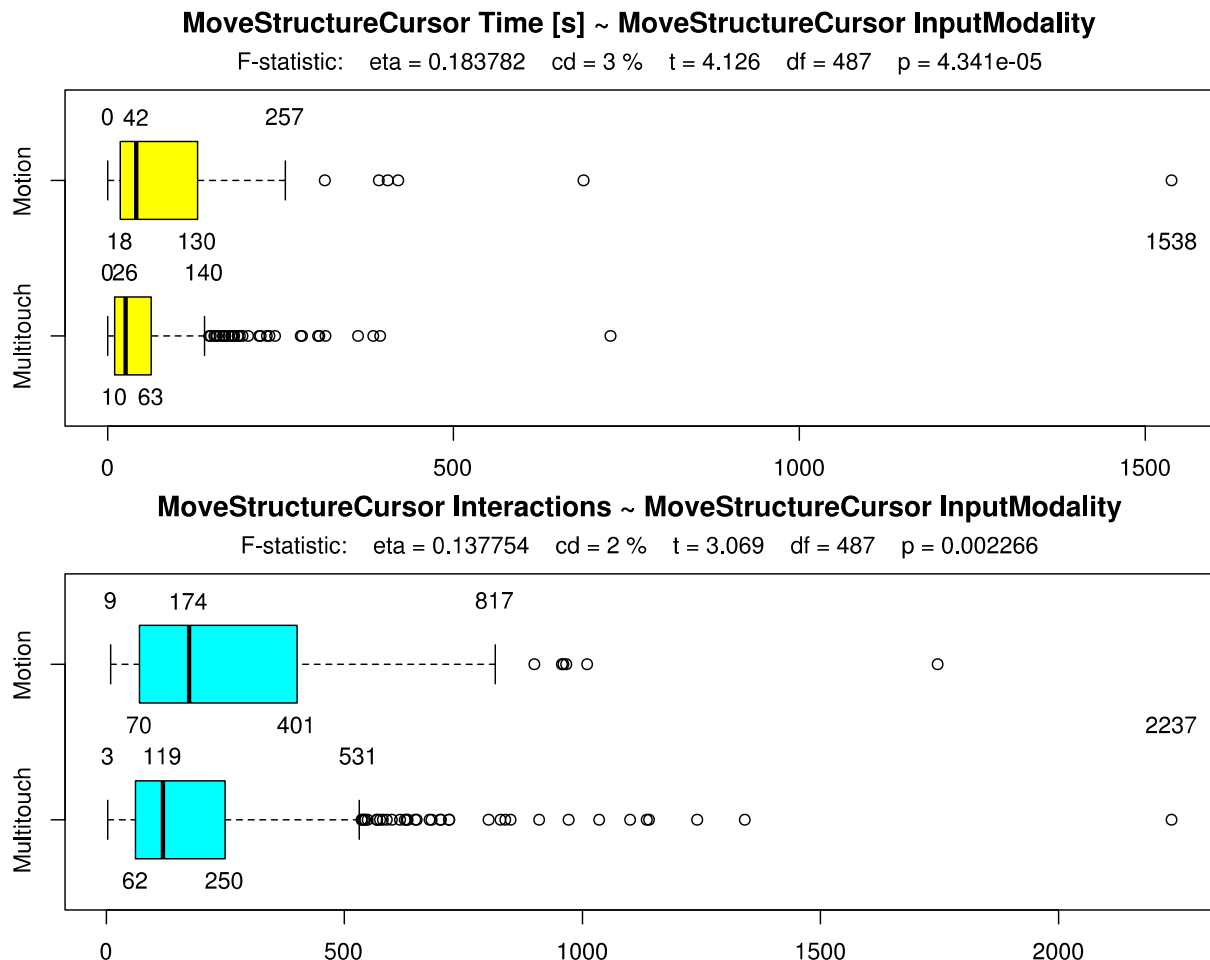 MoveStructureCursor Time [s] ~ MoveStructureCursor InputModality
F-statistic: eta = 0.183782 cd = 3 % t = 4.126 df = 487 p = 4.341e-05
0 42 257
Motion
18 130 1538
026 140
Multitouch
10 63
0 500 1000 1500
MoveStructureCursor Interactions ~ MoveStructureCursor InputModality
F-statistic: eta = 0.137754 cd = 2 % t = 3.069 df = 487 p = 0.002266
9 174 817
Motion
70 401 2237
3 119 531
Multitouch
62 250
0 500 1000 1500 2000